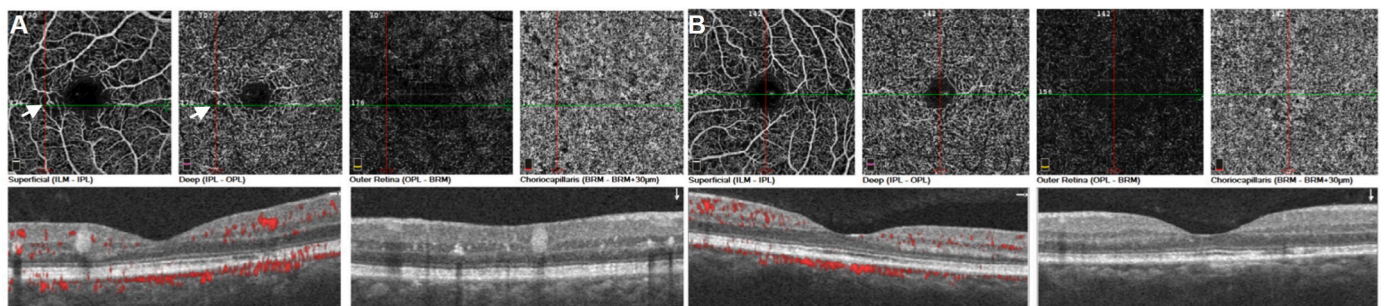 A
B
176
156
142
Superficial (ILM - IPL)
Deep (IPL - OPL)
Outer Retina (OPL - BRM)
Choriocapillaris (BRM - BRM+30µm)
Superficial (ILM - IPL)
Deep (IPL - OPL)
Outer Retina (OPL - BRM)
Choriocapillaris (BRM - BRM+30µm)